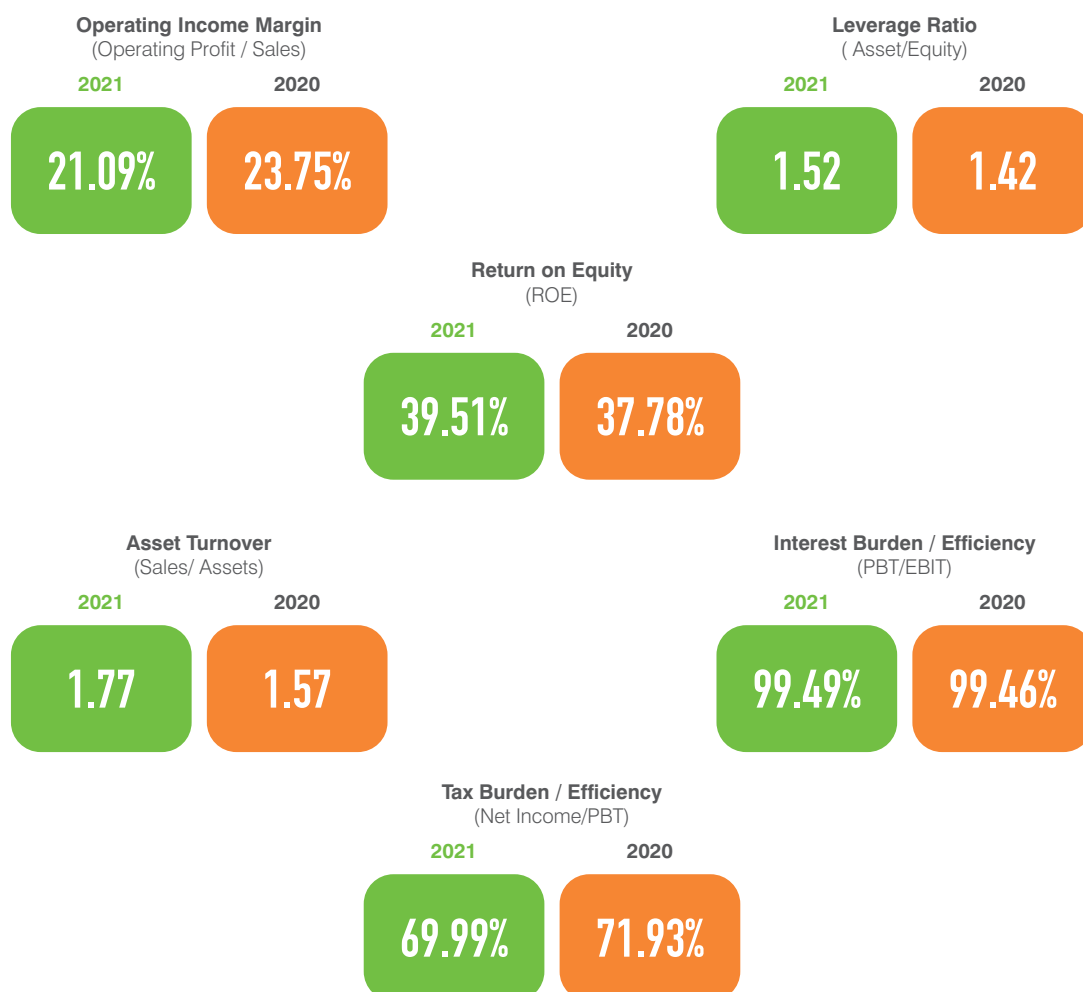 Operating Income Margin
(Operating Profit / Sales)
2021 2020
21.09% 23.75%
Leverage Ratio
( Asset/Equity)
2021 2020
1.52 1.42
Return on Equity
(ROE)
2021 2020
39.51% 37.78%
Asset Turnover
(Sales/ Assets)
2021 2020
1.77 1.57
Interest Burden / Efficiency
(PBT/EBIT)
2021 2020
99.49% 99.46%
Tax Burden / Efficiency
(Net Income/PBT)
2021 2020
69.99% 71.93%